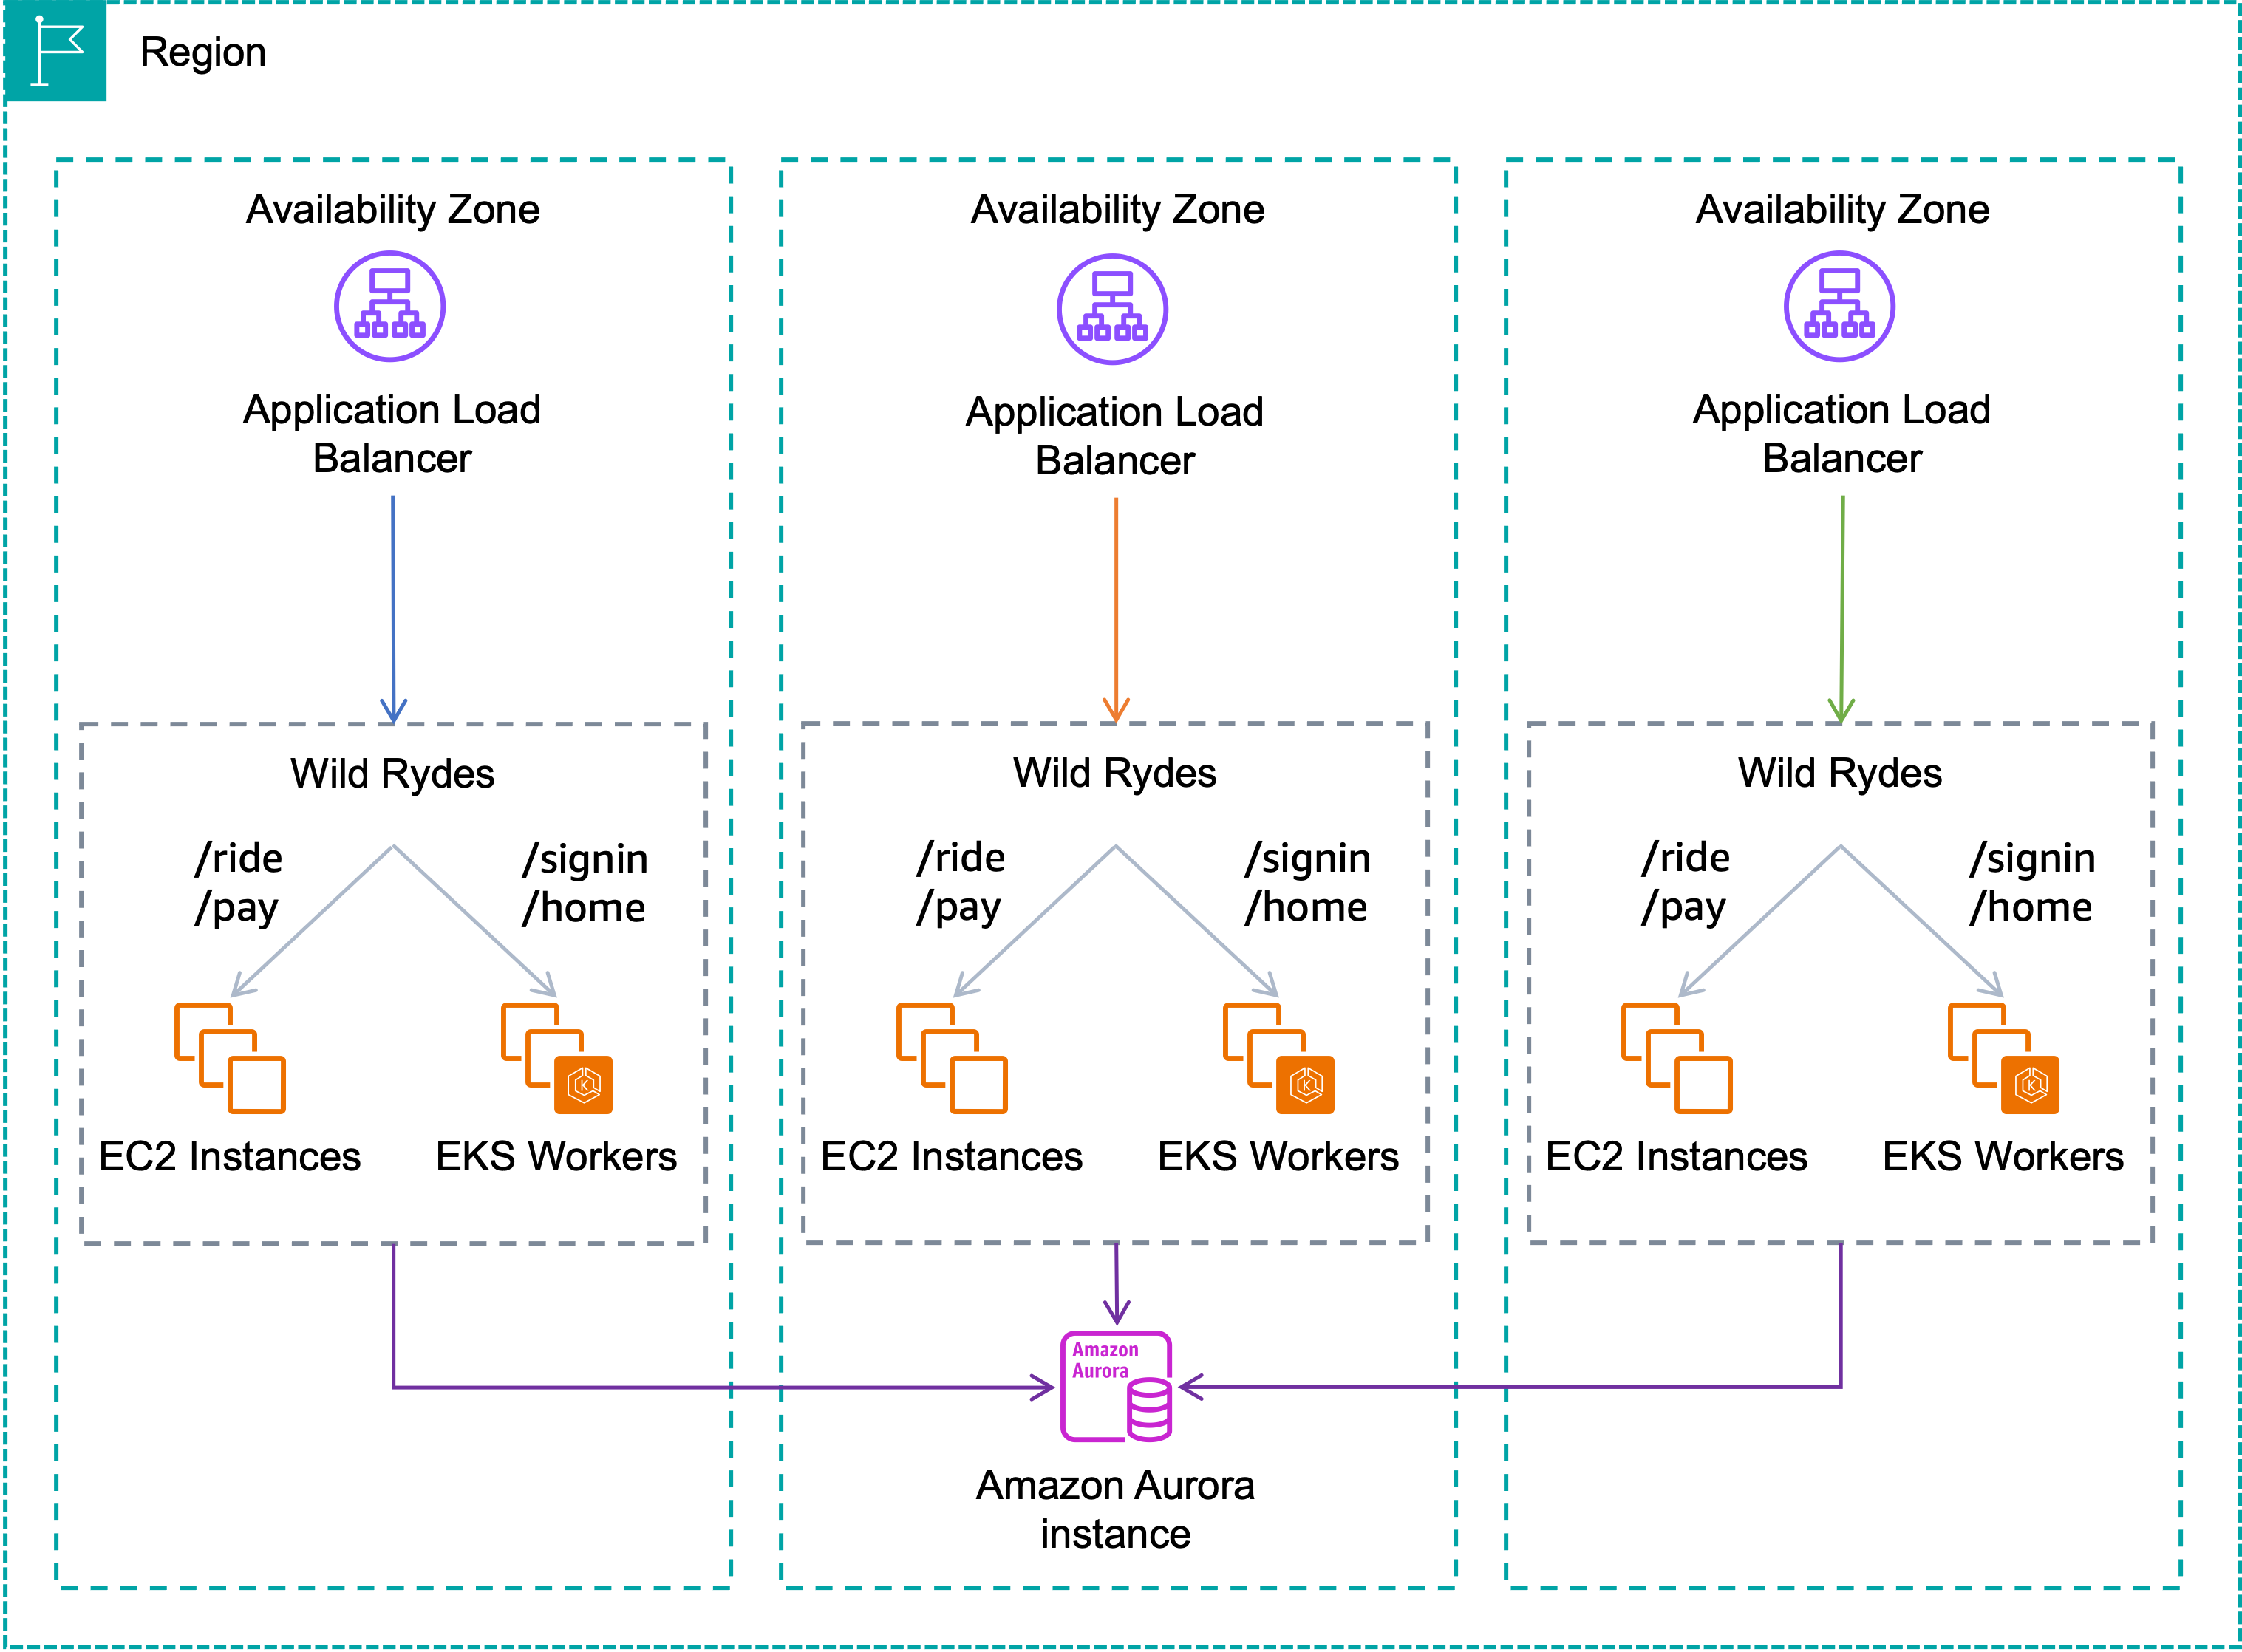 Region
Availability Zone
Application Load
Balancer
Wild Rydes
/ride
/pay
/signin
/home
EC2 Instances
EKS Workers
Availability Zone
Application Load
Balancer
Wild Rydes
/ride
/pay
/signin
/home
EC2 Instances
EKS Workers
Amazon
Aurora
Amazon Aurora
instance
Availability Zone
Application Load
Balancer
Wild Rydes
/ride
/pay
/signin
/home
EC2 Instances
EKS Workers